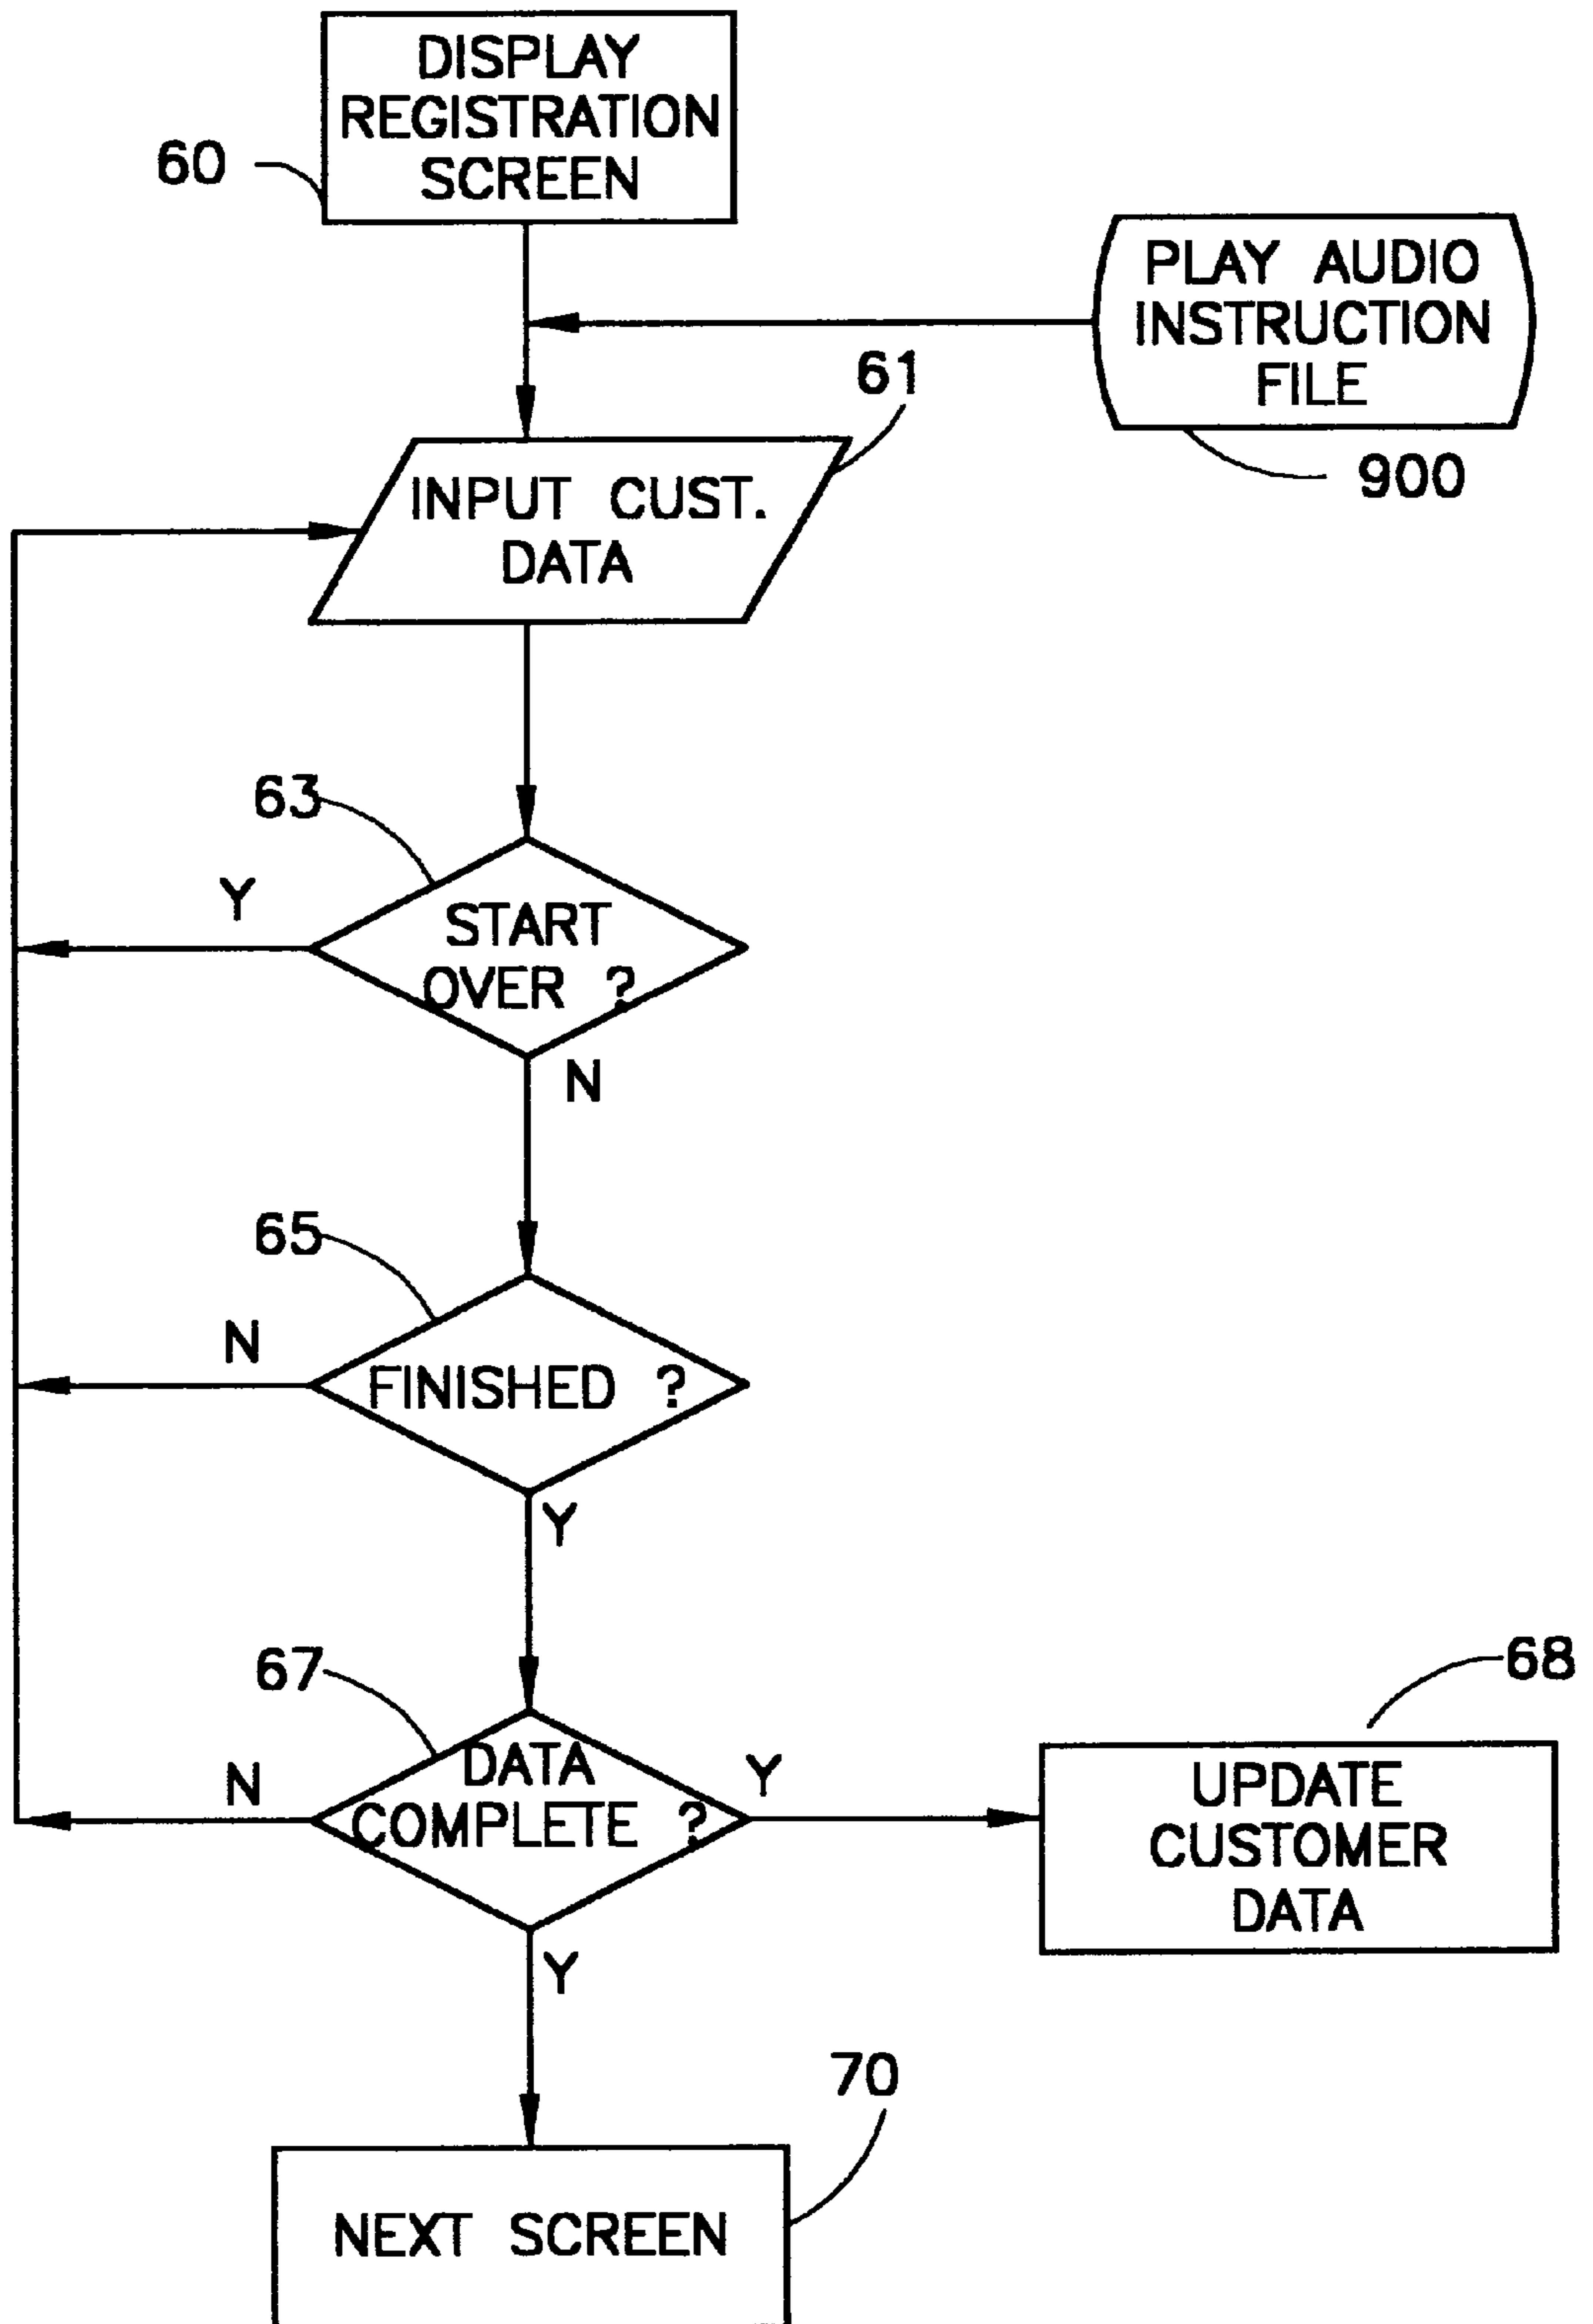 DISPLAY
REGISTRATION
SCREEN
60
PLAY AUDIO
INSTRUCTION
FILE
900
61
INPUT CUST.
DATA
63
Y
START
OVER ?
N
65
N
FINISHED ?
Y
67
N
DATA
COMPLETE ?
Y
68
UPDATE
CUSTOMER
DATA
Y
70
NEXT SCREEN